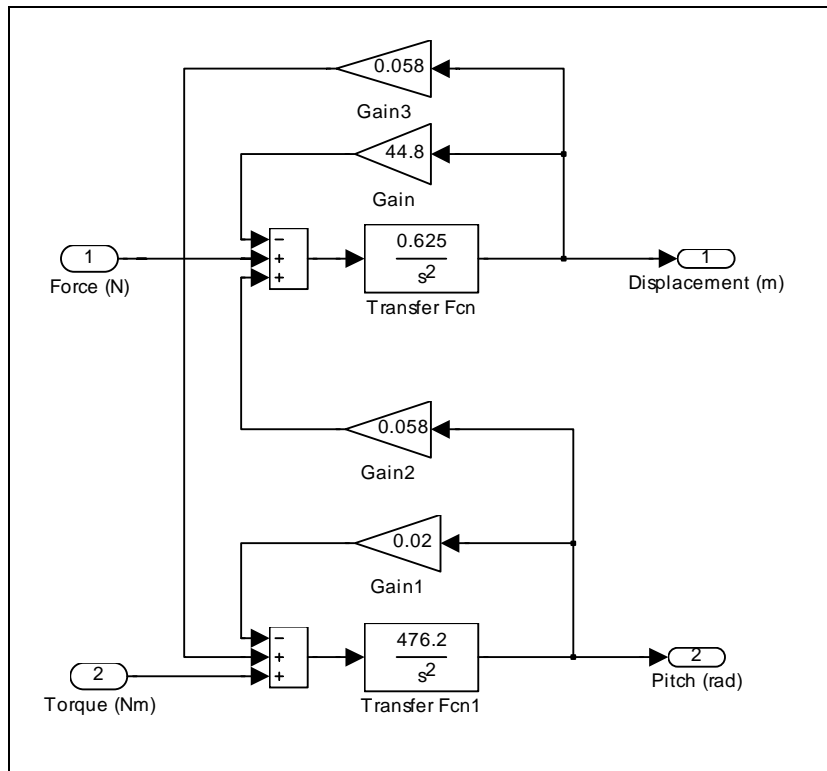 0.058
Gain3
44.8
Gain
−
+
+
1
Force (N)
0.625
s2
Transfer Fcn
1
Displacement (m)
0.058
Gain2
0.02
Gain1
−
+
+
2
Torque (Nm)
476.2
s2
Transfer Fcn1
2
Pitch (rad)